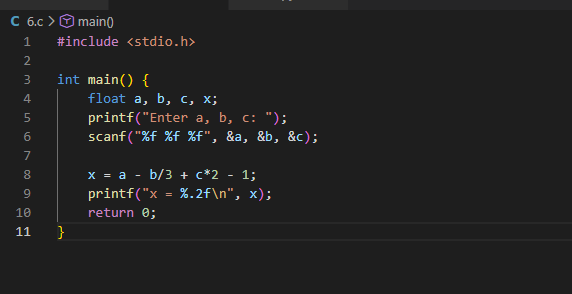 C 6.c > main()
1 #include <stdio.h>
2
3 int main() {
4     float a, b, c, x;
5     printf("Enter a, b, c: ");
6     scanf("%f %f %f", &a, &b, &c);
7
8     x = a - b/3 + c*2 - 1;
9     printf("x = %.2f\n", x);
10     return 0;
11 }